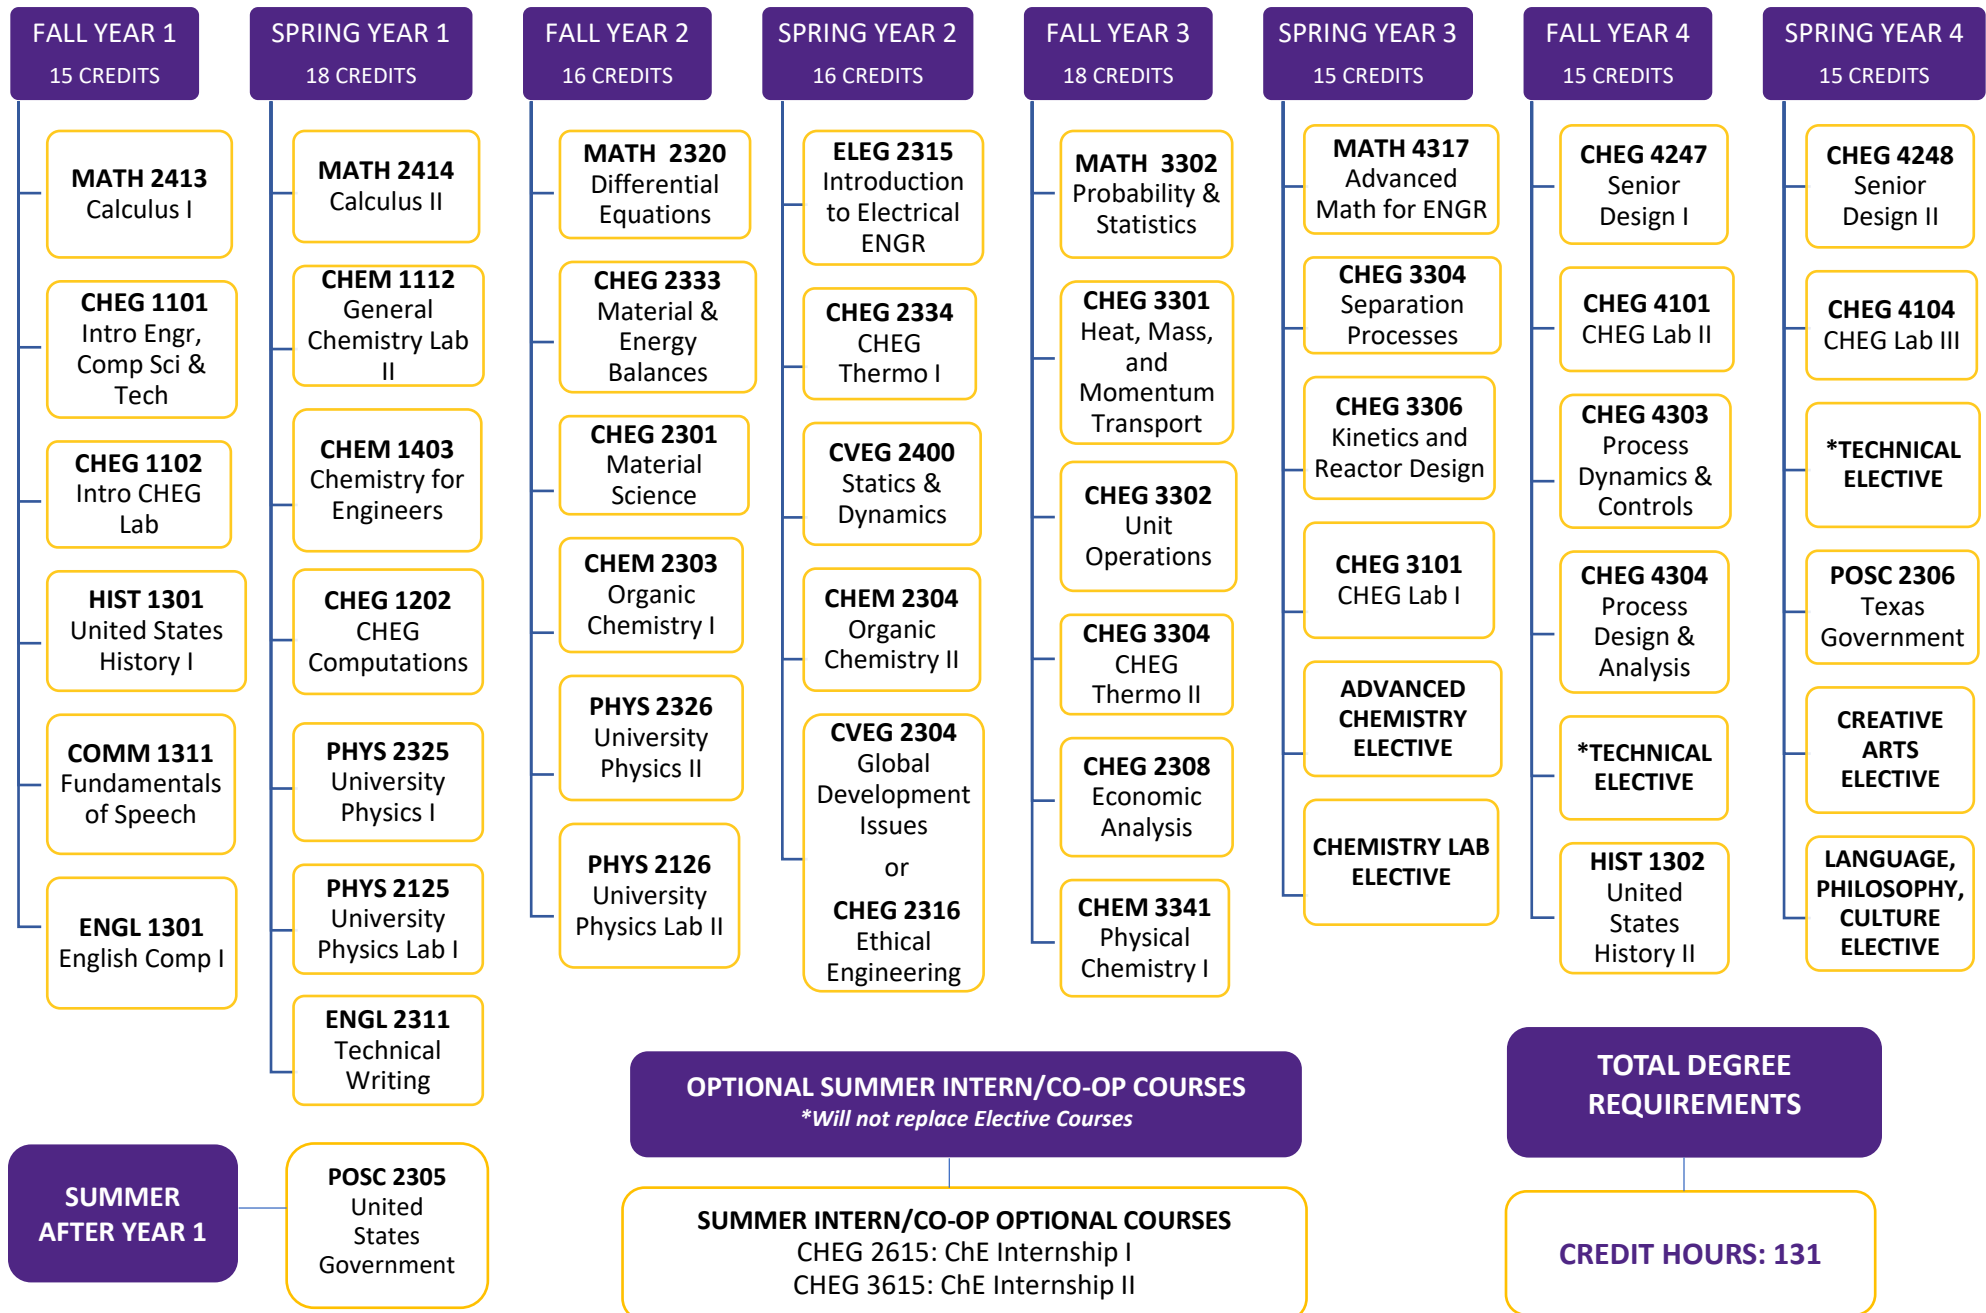 FALL YEAR 1
15 CREDITS
MATH 2413
Calculus I
CHEG 1101
Intro Engr,
Comp Sci &
Tech
CHEG 1102
Intro CHEG
Lab
HIST 1301
United States
History I
COMM 1311
Fundamentals
of Speech
ENGL 1301
English Comp I
SPRING YEAR 1
18 CREDITS
MATH 2414
Calculus II
CHEM 1112
General
Chemistry Lab
II
CHEM 1403
Chemistry for
Engineers
CHEG 1202
CHEG
Computations
PHYS 2325
University
Physics I
PHYS 2125
University
Physics Lab I
ENGL 2311
Technical
Writing
FALL YEAR 2
16 CREDITS
MATH  2320
Differential
Equations
CHEG 2333
Material &
Energy
Balances
CHEG 2301
Material
Science
CHEM 2303
Organic
Chemistry I
PHYS 2326
University
Physics II
PHYS 2126
University
Physics Lab II
SPRING YEAR 2
16 CREDITS
ELEG 2315
Introduction
to Electrical
ENGR
CHEG 2334
CHEG
Thermo I
CVEG 2400
Statics &
Dynamics
CHEM 2304
Organic
Chemistry II
CVEG 2304
Global
Development
Issues
or
CHEG 2316
Ethical
Engineering
FALL YEAR 3
18 CREDITS
MATH  3302
Probability &
Statistics
CHEG 3301
Heat, Mass,
and
Momentum
Transport
CHEG 3302
Unit
Operations
CHEG 3304
CHEG
Thermo II
CHEG 2308
Economic
Analysis
CHEM 3341
Physical
Chemistry I
SPRING YEAR 3
15 CREDITS
MATH 4317
Advanced
Math for ENGR
CHEG 3304
Separation
Processes
CHEG 3306
Kinetics and
Reactor Design
CHEG 3101
CHEG Lab I
ADVANCED
CHEMISTRY
ELECTIVE
CHEMISTRY LAB
ELECTIVE
FALL YEAR 4
15 CREDITS
CHEG 4247
Senior
Design I
CHEG 4101
CHEG Lab II
CHEG 4303
Process
Dynamics &
Controls
CHEG 4304
Process
Design &
Analysis
*TECHNICAL
ELECTIVE
HIST 1302
United
States
History II
SPRING YEAR 4
15 CREDITS
CHEG 4248
Senior
Design II
CHEG 4104
CHEG Lab III
*TECHNICAL
ELECTIVE
POSC 2306
Texas
Government
CREATIVE
ARTS
ELECTIVE
LANGUAGE,
PHILOSOPHY,
CULTURE
ELECTIVE
SUMMER
AFTER YEAR 1
POSC 2305
United
States
Government
OPTIONAL SUMMER INTERN/CO-OP COURSES
*Will not replace Elective Courses
SUMMER INTERN/CO-OP OPTIONAL COURSES
CHEG 2615: ChE Internship I
CHEG 3615: ChE Internship II
TOTAL DEGREE
REQUIREMENTS
CREDIT HOURS: 131